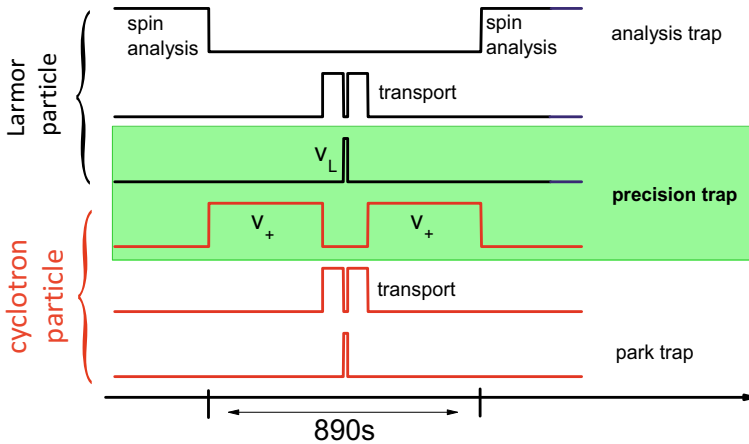 spin
analysis
spin
analysis
analysis trap
Larmor
particle
transport
ν_L
precision trap
ν_+
ν_+
cyclotron
particle
transport
park trap
890s